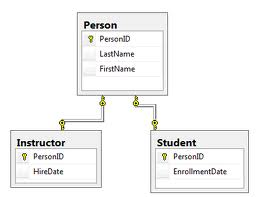 Person
PersonID
LastName
FirstName
Instructor
PersonID
HireDate
Student
PersonID
EnrollmentDate